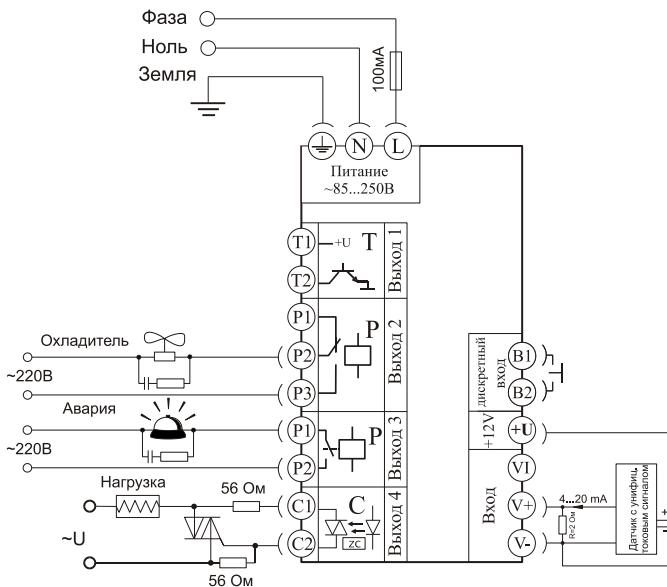 Фаза
Ноль
Земля
100мА
L
N
Питание
~85...250В
T1
+U
T
T2
Выход 1
P1
P2
P
P3
Выход 2
Охладитель
~220В
Авария
~220В
P1
P
P2
Выход 3
Нагрузка
56 Ом
~U
56 Ом
C1
C
C2
ZC
Выход 4
дискретный
вход
B1
B2
+12V
+U
Вход
VI
V+
V-
4...20 mA
R=2 Ом
Датчик с унифиц.
токовым сигналом
+